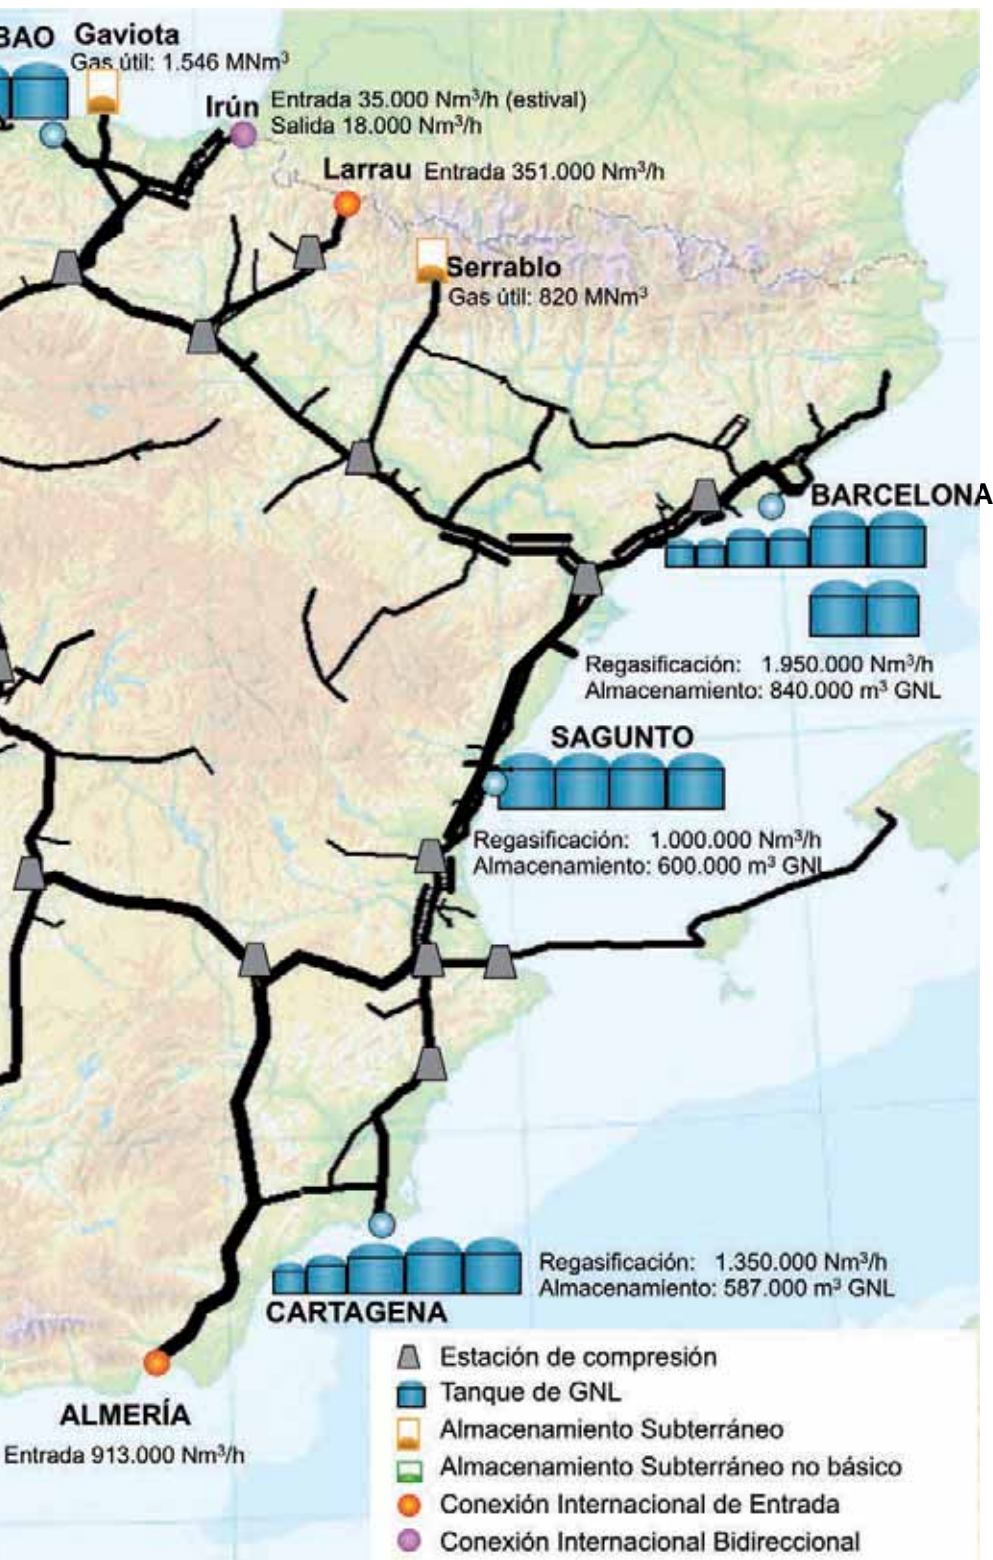 BAO
Gaviota
Gas útil: 1.546 MNm³
Irún
Entrada 35.000 Nm³/h (estival)
Salida 18.000 Nm³/h
Larrau
Entrada 351.000 Nm³/h
Serrablo
Gas útil: 820 MNm³
BARCELONA
Regasificación: 1.950.000 Nm³/h
Almacenamiento: 840.000 m³ GNL
SAGUNTO
Regasificación: 1.000.000 Nm³/h
Almacenamiento: 600.000 m³ GNL
Regasificación: 1.350.000 Nm³/h
Almacenamiento: 587.000 m³ GNL
CARTAGENA
ALMERÍA
Entrada 913.000 Nm³/h
Estación de compresión
Tanque de GNL
Almacenamiento Subterráneo
Almacenamiento Subterráneo no básico
Conexión Internacional de Entrada
Conexión Internacional Bidireccional